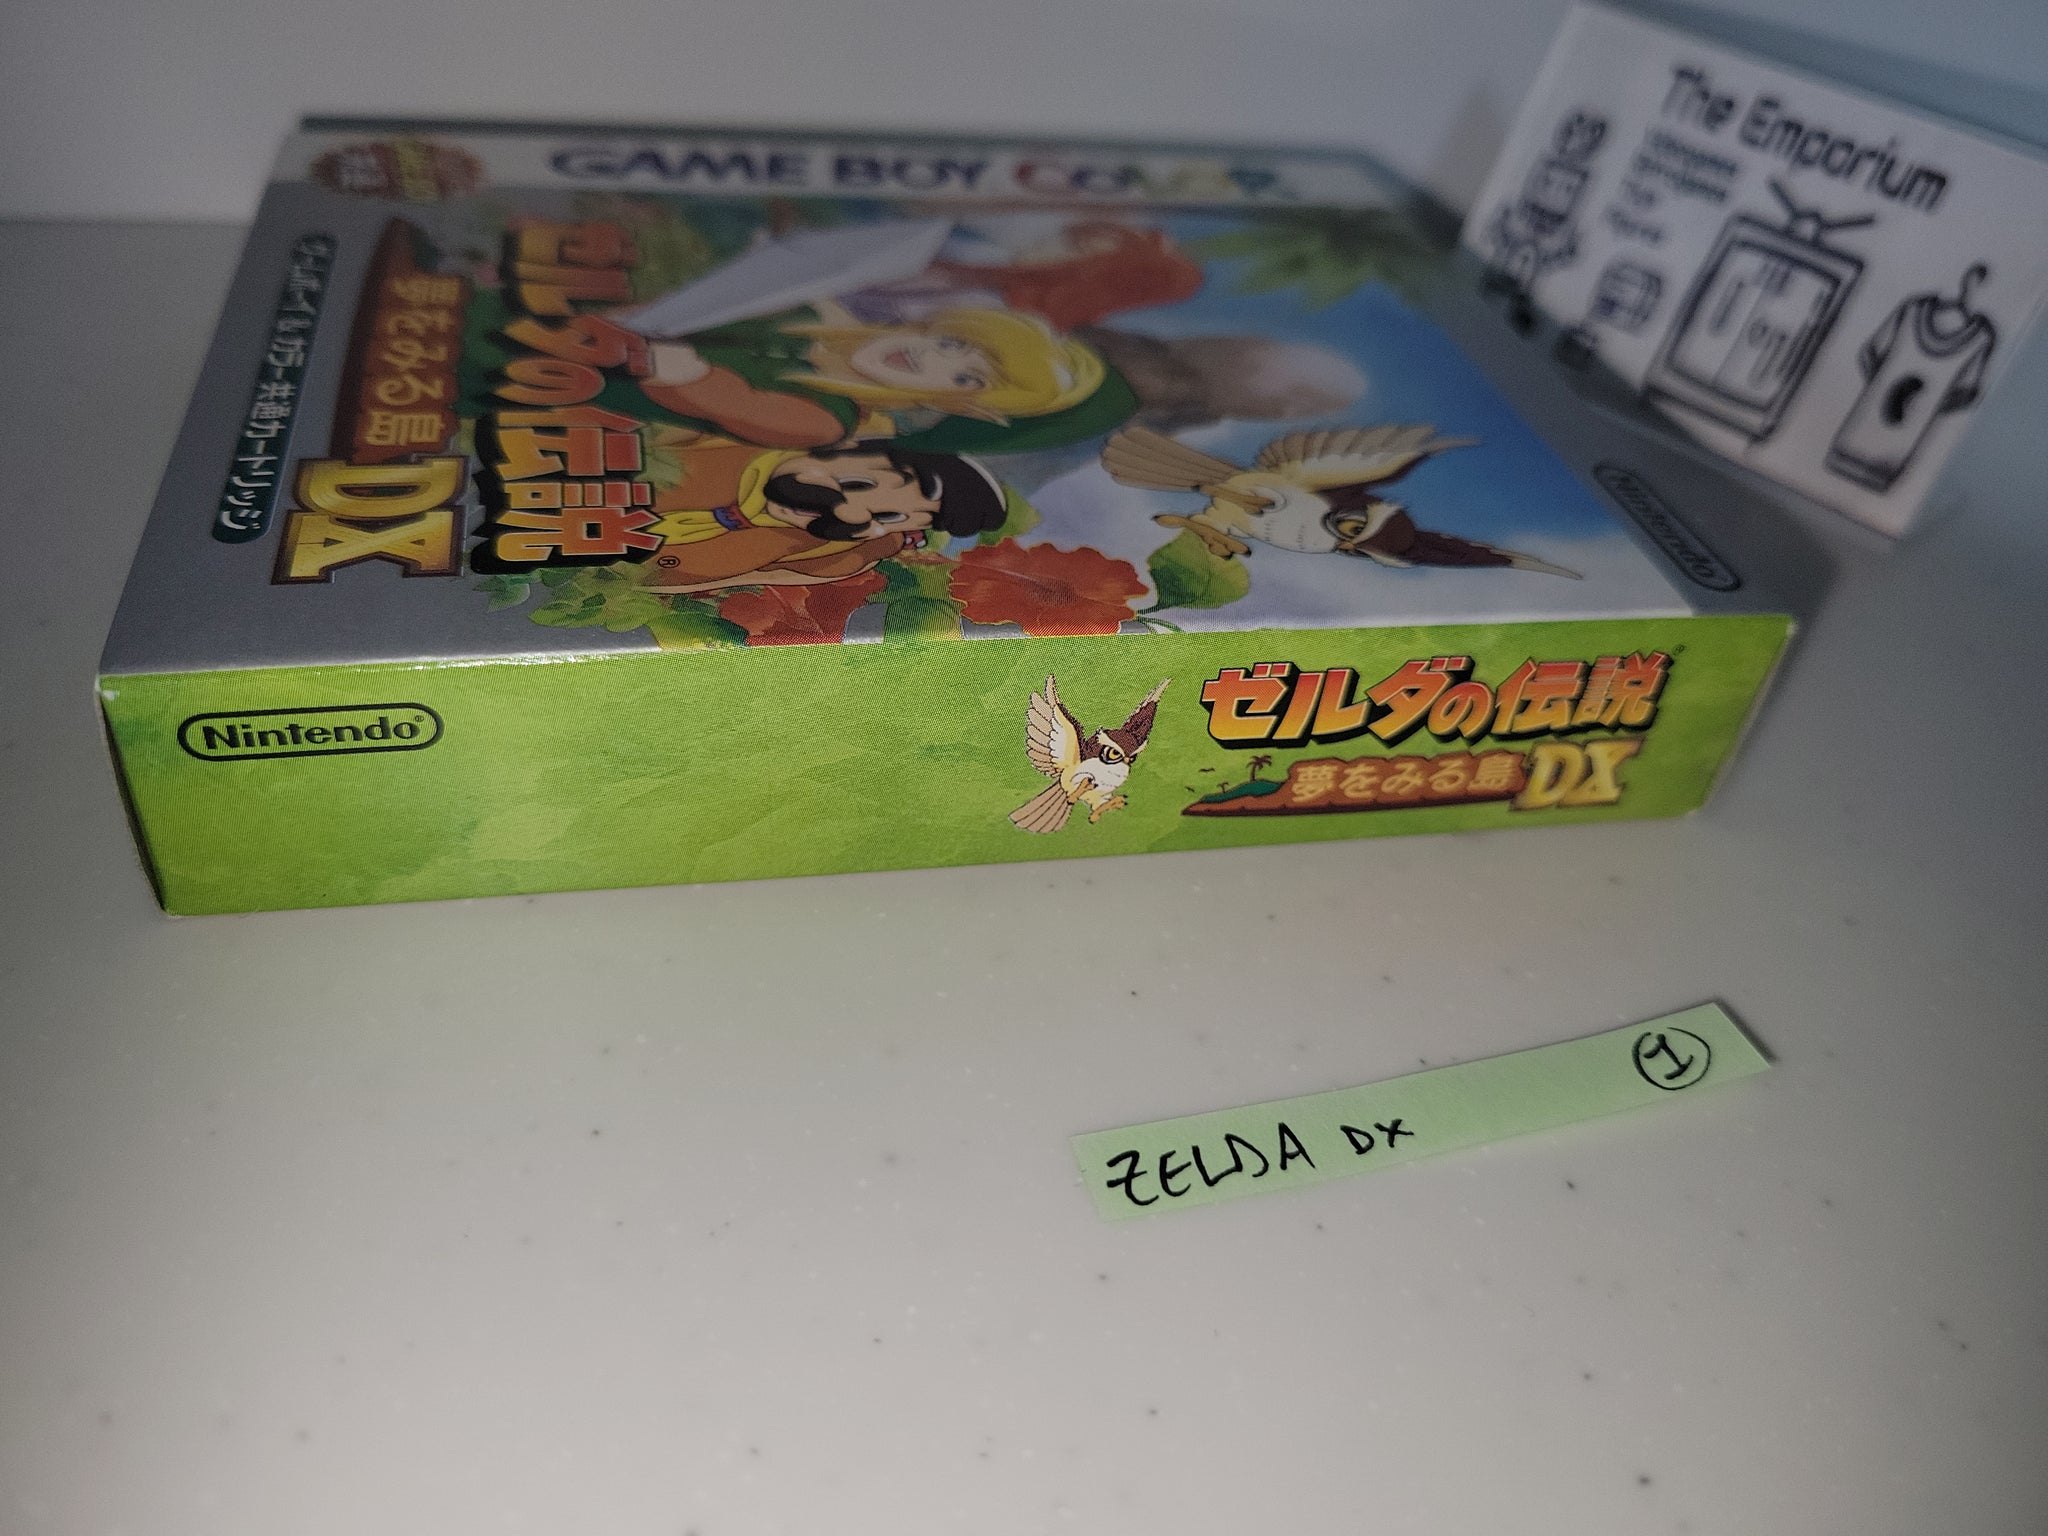 GAME BOY COLOR
ゼルダの伝説®
夢をみる島
DX
ゲームボーイ&カラー共通カートリッジ
Nintendo
Nintendo®
ゼルダの伝説®
夢をみる島DX
The Emporium
ZELDA DX
1